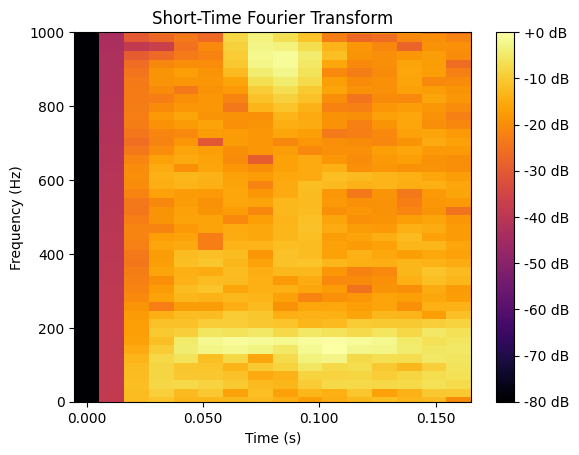 Short-Time Fourier Transform
1000
800
600
400
200
0
Frequency (Hz)
0.000
0.050
0.100
0.150
Time (s)
+0 dB
-10 dB
-20 dB
-30 dB
-40 dB
-50 dB
-60 dB
-70 dB
-80 dB